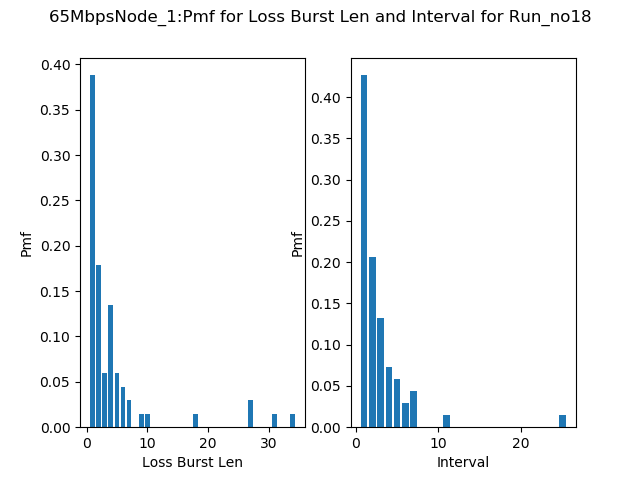 65MbpsNode_1:Pmf for Loss Burst Len and Interval for Run_no18
0.40
0.35
0.30
0.25
0.20
0.15
0.10
0.05
0.00
Pmf
0 10 20 30
Loss Burst Len
0.40
0.35
0.30
0.25
0.20
0.15
0.10
0.05
0.00
Pmf
0 10 20
Interval